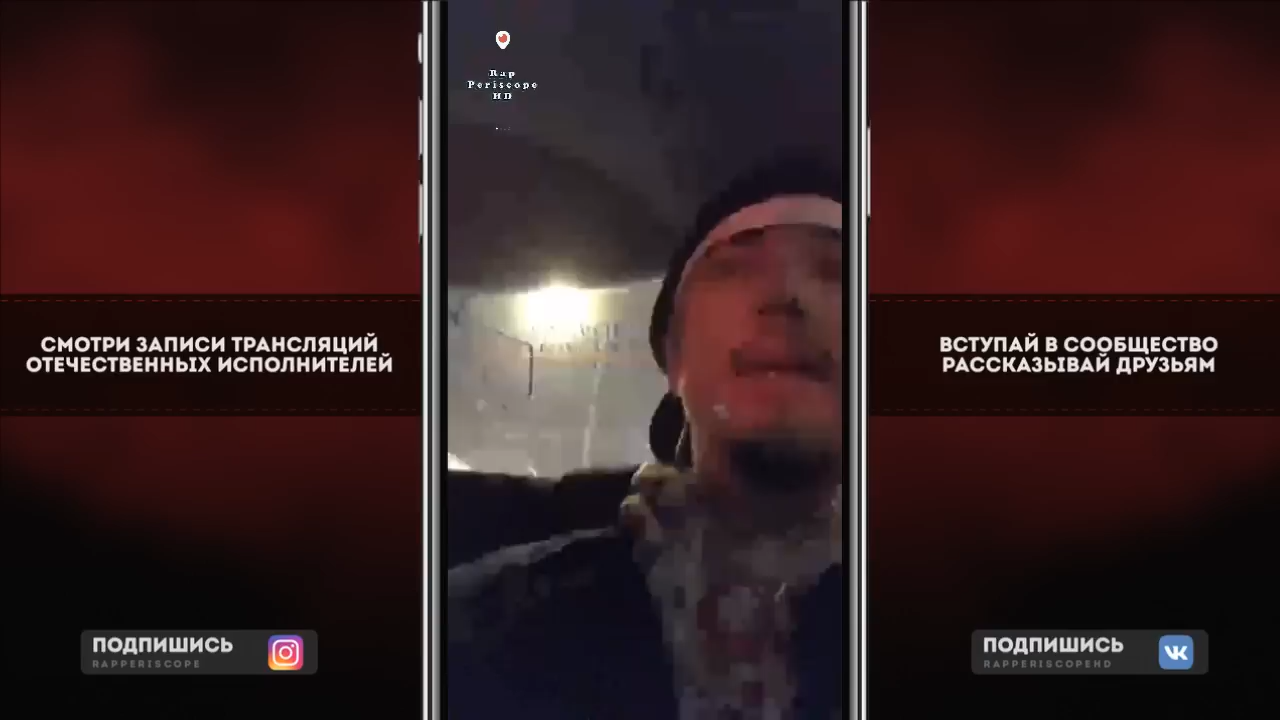 Rap
Periscope
HD
СМОТРИ ЗАПИСИ ТРАНСЛЯЦИЙ
ОТЕЧЕСТВЕННЫХ ИСПОЛНИТЕЛЕЙ
ВСТУПАЙ В СООБЩЕСТВО
РАССКАЗЫВАЙ ДРУЗЬЯМ
ПОДПИШИСЬ
RAPPERISCOPE
ПОДПИШИСЬ
RAPPERISCOPEHD